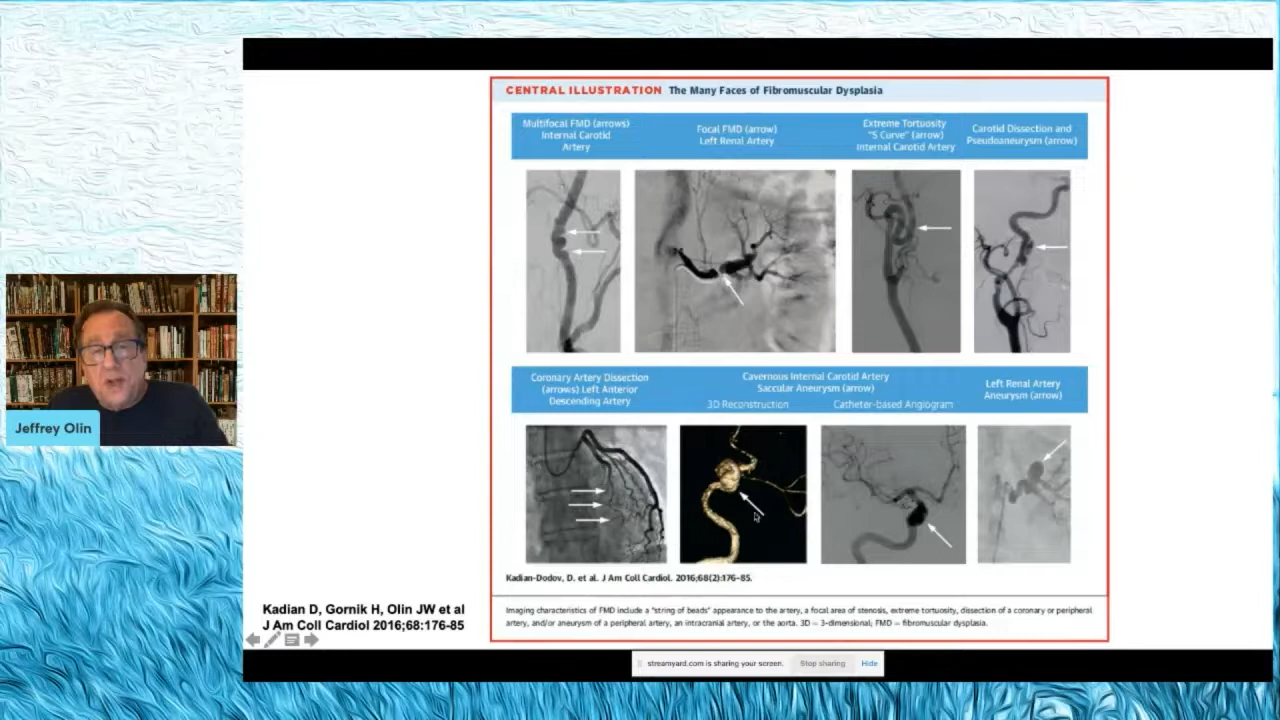 CENTRAL ILLUSTRATION The Many Faces of Fibromuscular Dysplasia
Multifocal FMD (arrows)
Internal Carotid
Artery
Focal FMD (arrow)
Left Renal Artery
Extreme Tortuosity
"S Curve" (arrow)
Internal Carotid Artery
Carotid Dissection and
Pseudoaneurysm (arrow)
Coronary Artery Dissection
(arrows) Left Anterior
Descending Artery
Cavernous Internal Carotid Artery
Saccular Aneurysm (arrow)
3D Reconstruction
Catheter-based Angiogram
Left Renal Artery
Aneurysm (arrow)
Jeffrey Olin
Kadian-Dodov, D. et al. J Am Coll Cardiol. 2016;68(2):176–85.
Imaging characteristics of FMD include a "string of beads" appearance to the artery, a focal area of stenosis, extreme tortuosity, dissection of a coronary or peripheral
artery, and/or aneurysm of a peripheral artery, an intracranial artery, or the aorta. 3D = 3-dimensional; FMD = fibromuscular dysplasia.
Kadian D, Gornik H, Olin JW et al
J Am Coll Cardiol 2016;68:176-85
streamyard.com is sharing your screen.
Stop sharing
Hide